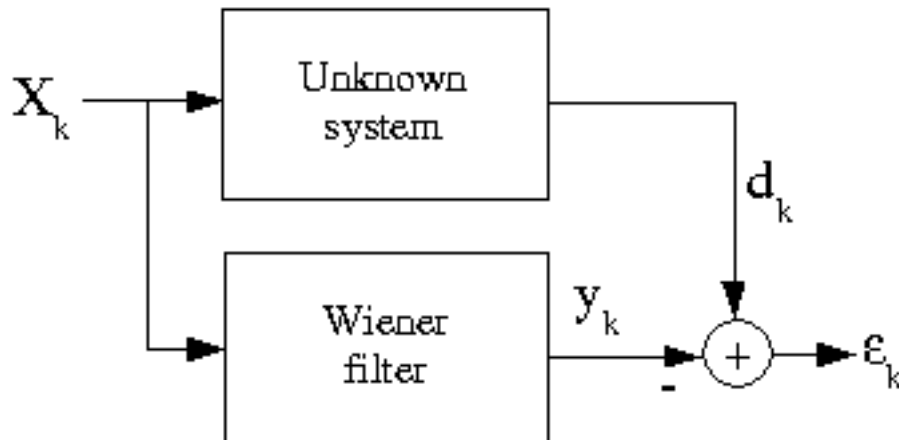 Unknown
system
X_k
d_k
Wiener
filter
y_k
+
-
ε_k